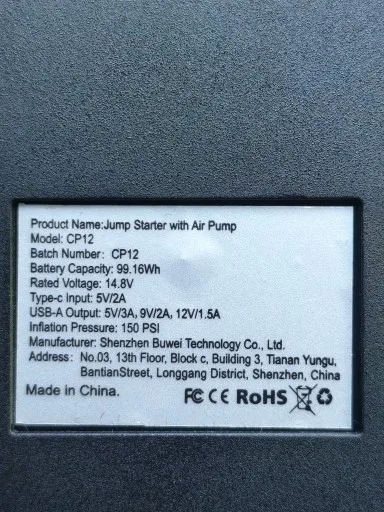 Product Name:Jump Starter with Air Pump
Model: CP12
Batch Number: CP12
Battery Capacity: 99.16Wh
Rated Voltage: 14.8V
Type-c Input: 5V/2A
USB-A Output: 5V/3A, 9V/2A, 12V/1.5A
Inflation Pressure: 150 PSI
Manufacturer: Shenzhen Buwei Technology Co., Ltd.
Address: No.03, 13th Floor, Block c, Building 3, Tianan Yungu,
BantianStreet, Longgang District, Shenzhen, China
Made in China. FC CE RoHS